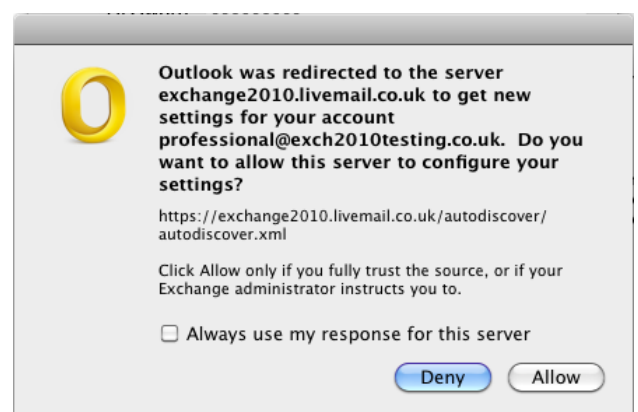 Outlook was redirected to the server
exchange2010.livemail.co.uk to get new
settings for your account
professional@exch2010testing.co.uk. Do you
want to allow this server to configure your
settings?
https://exchange2010.livemail.co.uk/autodiscover/
autodiscover.xml
Click Allow only if you fully trust the source, or if your
Exchange administrator instructs you to.
Always use my response for this server
Deny Allow